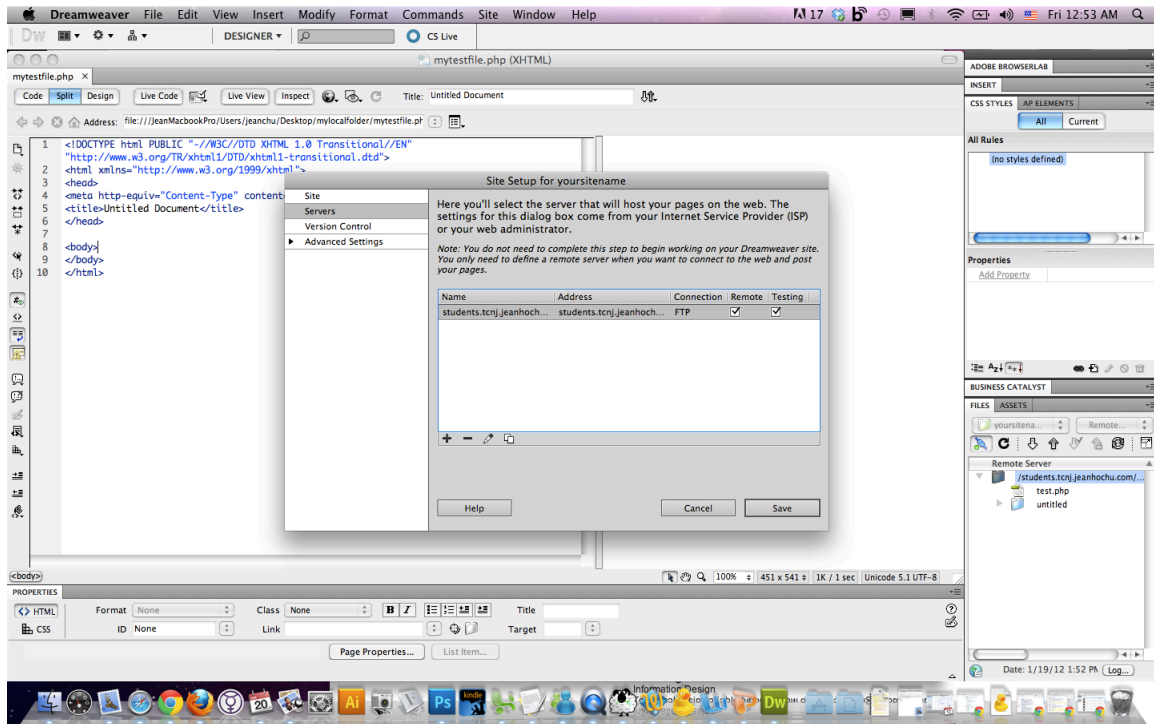 Dreamweaver File Edit View Insert Modify Format Commands Site Window Help 17 Fri 12:53 AM
DW DESIGNER CS Live
mytestfile.php (XHTML)
mytestfile.php ×
Code Split Design Live Code Live View Inspect Title: Untitled Document
Address: file:///JeanMacbookPro/Users/jeanchu/Desktop/mylocalfolder/mytestfile.ph
1 <!DOCTYPE html PUBLIC "-//W3C//DTD XHTML 1.0 Transitional//EN"
"http://www.w3.org/TR/xhtml1/DTD/xhtml1-transitional.dtd">
2 <html xmlns="http://www.w3.org/1999/xhtml">
3 <head>
4 <meta http-equiv="Content-Type" content
5 <title>Untitled Document</title>
6 </head>
7
8 <body>
9 </body>
10 </html>
Site Setup for yoursitename
Site
Servers
Version Control
Advanced Settings
Here you'll select the server that will host your pages on the web. The
settings for this dialog box come from your Internet Service Provider (ISP)
or your web administrator.
Note: You do not need to complete this step to begin working on your Dreamweaver site.
You only need to define a remote server when you want to connect to the web and post
your pages.
Name Address Connection Remote Testing
students.tcnj.jeanhoch... students.tcnj.jeanhoch... FTP
Help Cancel Save
ADOBE BROWSERLAB
INSERT
CSS STYLES AP ELEMENTS
All Current
All Rules
(no styles defined)
Properties
Add Property
BUSINESS CATALYST
FILES ASSETS
yoursitena... Remote...
Remote Server
/students.tcnj.jeanhochu.com/...
test.php
untitled
Date: 1/19/12 1:52 PM Log...
<body> 100% 451 x 541 1K / 1 sec Unicode 5.1 UTF-8
PROPERTIES
<> HTML Format None Class None B I Title
CSS ID None Link Target
Page Properties... List Item...
Information Design
20 Ai Ps kindle Dw